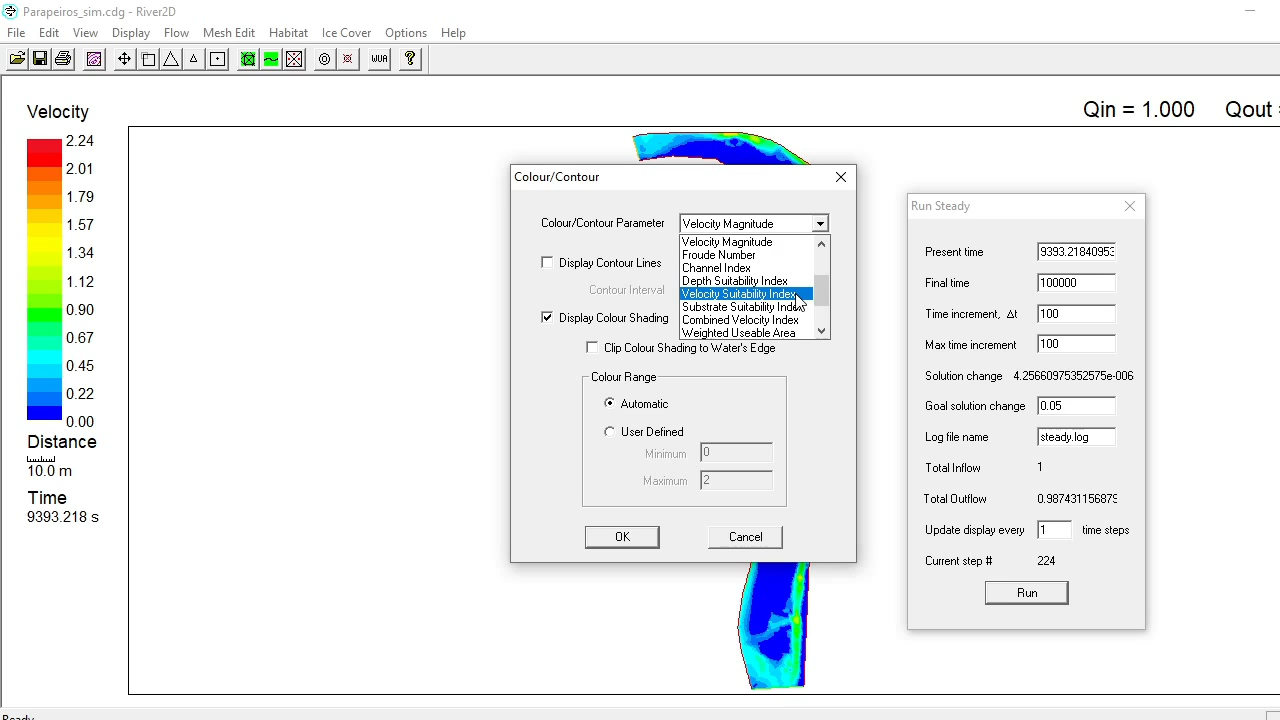 Parapeiros_sim.cdg - River2D
File Edit View Display Flow Mesh Edit Habitat Ice Cover Options Help
WUA ?
Velocity
2.24
2.01
1.79
1.57
1.34
1.12
0.90
0.67
0.45
0.22
0.00
Distance
10.0 m
Time
9393.218 s
Qin = 1.000 Qout =
Colour/Contour
Colour/Contour Parameter Velocity Magnitude
Velocity Magnitude
Froude Number
Channel Index
Depth Suitability Index
Velocity Suitability Index
Substrate Suitability Index
Combined Velocity Index
Weighted Useable Area
Display Contour Lines
Contour Interval
Display Colour Shading
Clip Colour Shading to Water's Edge
Colour Range
Automatic
User Defined
Minimum 0
Maximum 2
OK Cancel
Run Steady
Present time 9393.21840953
Final time 100000
Time increment, Δt 100
Max time increment 100
Solution change 4.25660975352575e-006
Goal solution change 0.05
Log file name steady.log
Total Inflow 1
Total Outflow 0.98743115687
Update display every 1 time steps
Current step # 224
Run
Ready